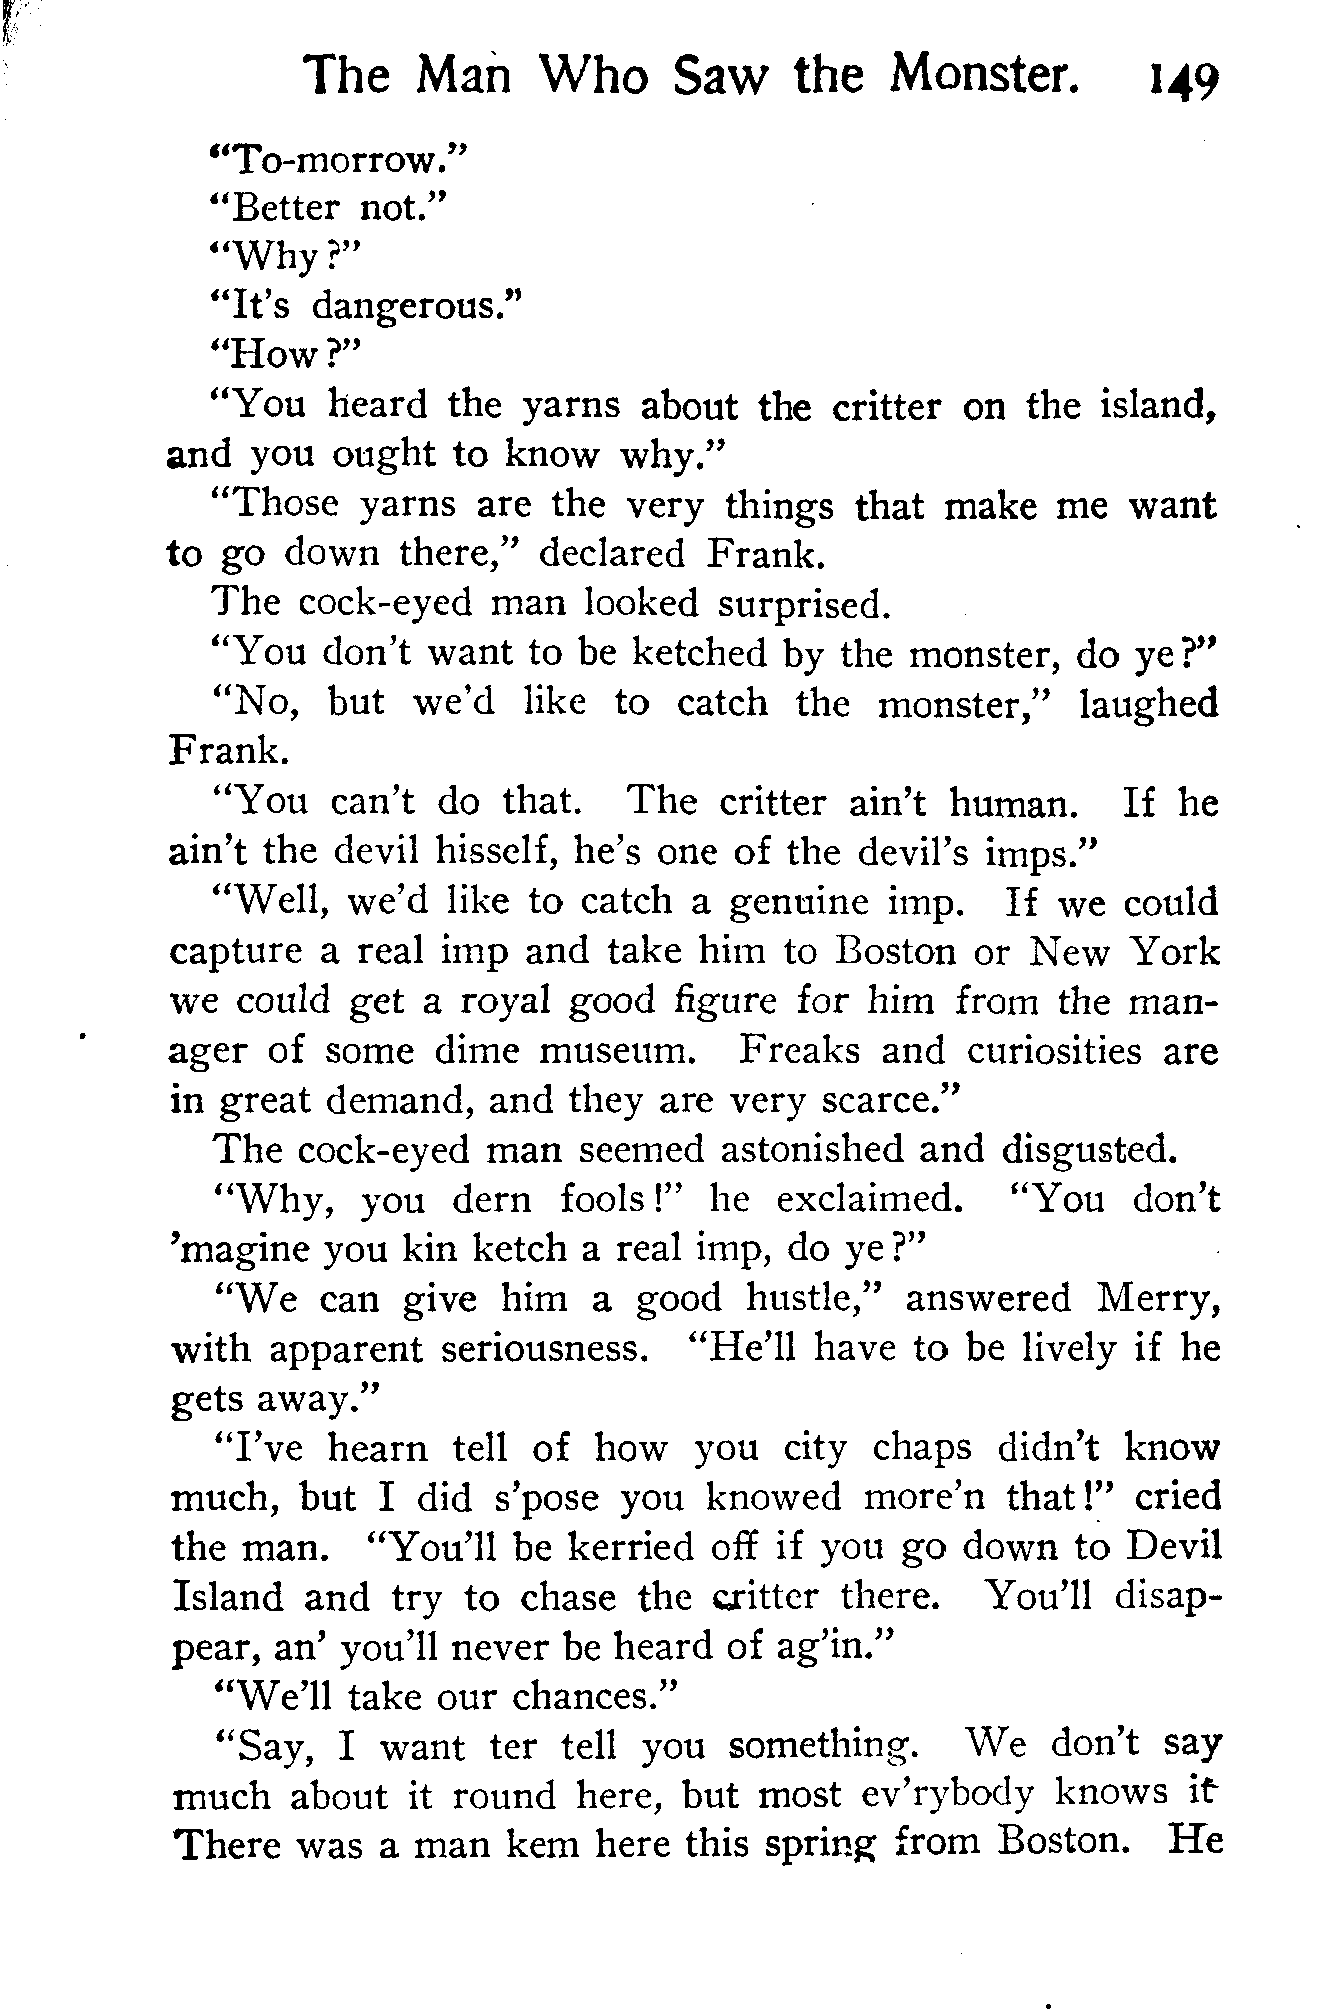 The Man Who Saw the Monster. 149
“To-morrow.”
“Better not.”
“Why?”
“It’s dangerous.”
“How?”
“You heard the yarns about the critter on the island,
and you ought to know why.”
“Those yarns are the very things that make me want
to go down there,” declared Frank.
The cock-eyed man looked surprised.
“You don’t want to be ketched by the monster, do ye?”
“No, but we’d like to catch the monster,” laughed
Frank.
“You can’t do that. The critter ain’t human. If he
ain’t the devil hisself, he’s one of the devil’s imps.”
“Well, we’d like to catch a genuine imp. If we could
capture a real imp and take him to Boston or New York
we could get a royal good figure for him from the man-
ager of some dime museum. Freaks and curiosities are
in great demand, and they are very scarce.”
The cock-eyed man seemed astonished and disgusted.
“Why, you dern fools!” he exclaimed. “You don’t
’magine you kin ketch a real imp, do ye?”
“We can give him a good hustle,” answered Merry,
with apparent seriousness. “He’ll have to be lively if he
gets away.”
“I’ve hearn tell of how you city chaps didn’t know
much, but I did s’pose you knowed more’n that!” cried
the man. “You’ll be kerried off if you go down to Devil
Island and try to chase the critter there. You’ll disap-
pear, an’ you’ll never be heard of ag’in.”
“We’ll take our chances.”
“Say, I want ter tell you something. We don’t say
much about it round here, but most ev’rybody knows it
There was a man kem here this spring from Boston. He